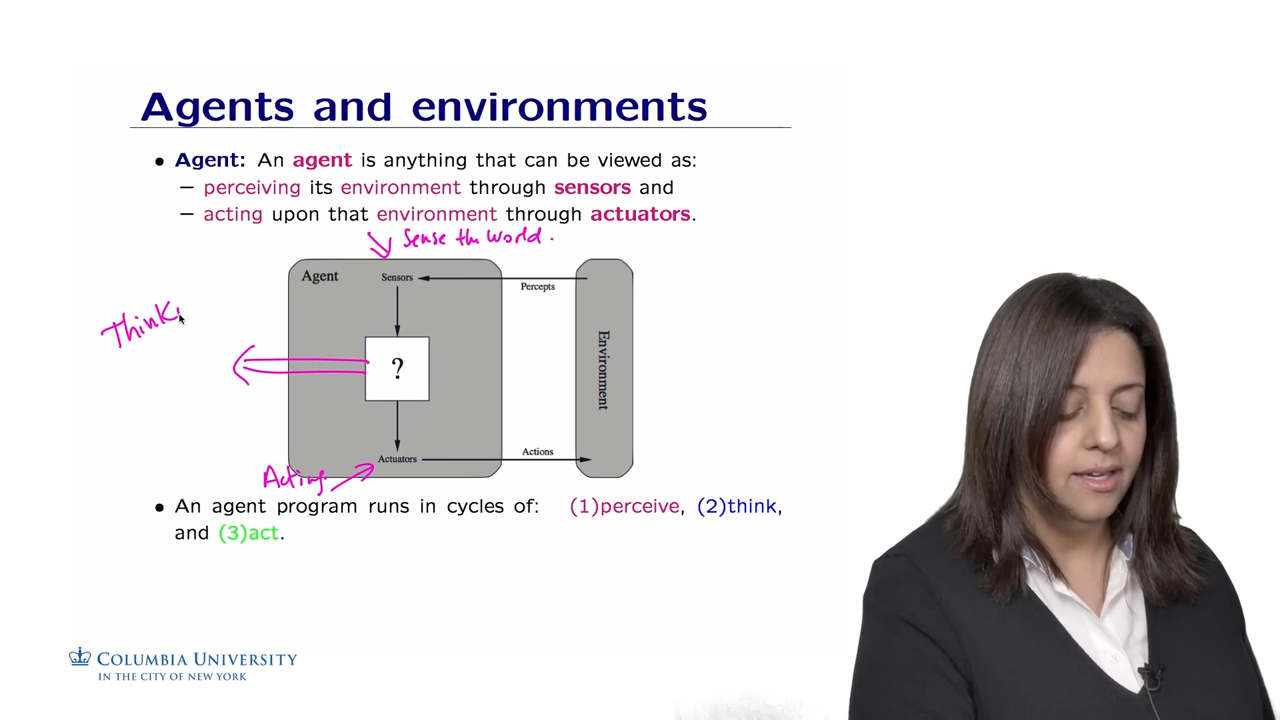 Agents and environments
• Agent: An agent is anything that can be viewed as:
– perceiving its environment through sensors and
– acting upon that environment through actuators.
Sense the World.
Agent
Sensors
Percepts
Think
?
Environment
Actuators
Actions
Acting
• An agent program runs in cycles of: (1)perceive, (2)think,
and (3)act.
COLUMBIA UNIVERSITY
IN THE CITY OF NEW YORK